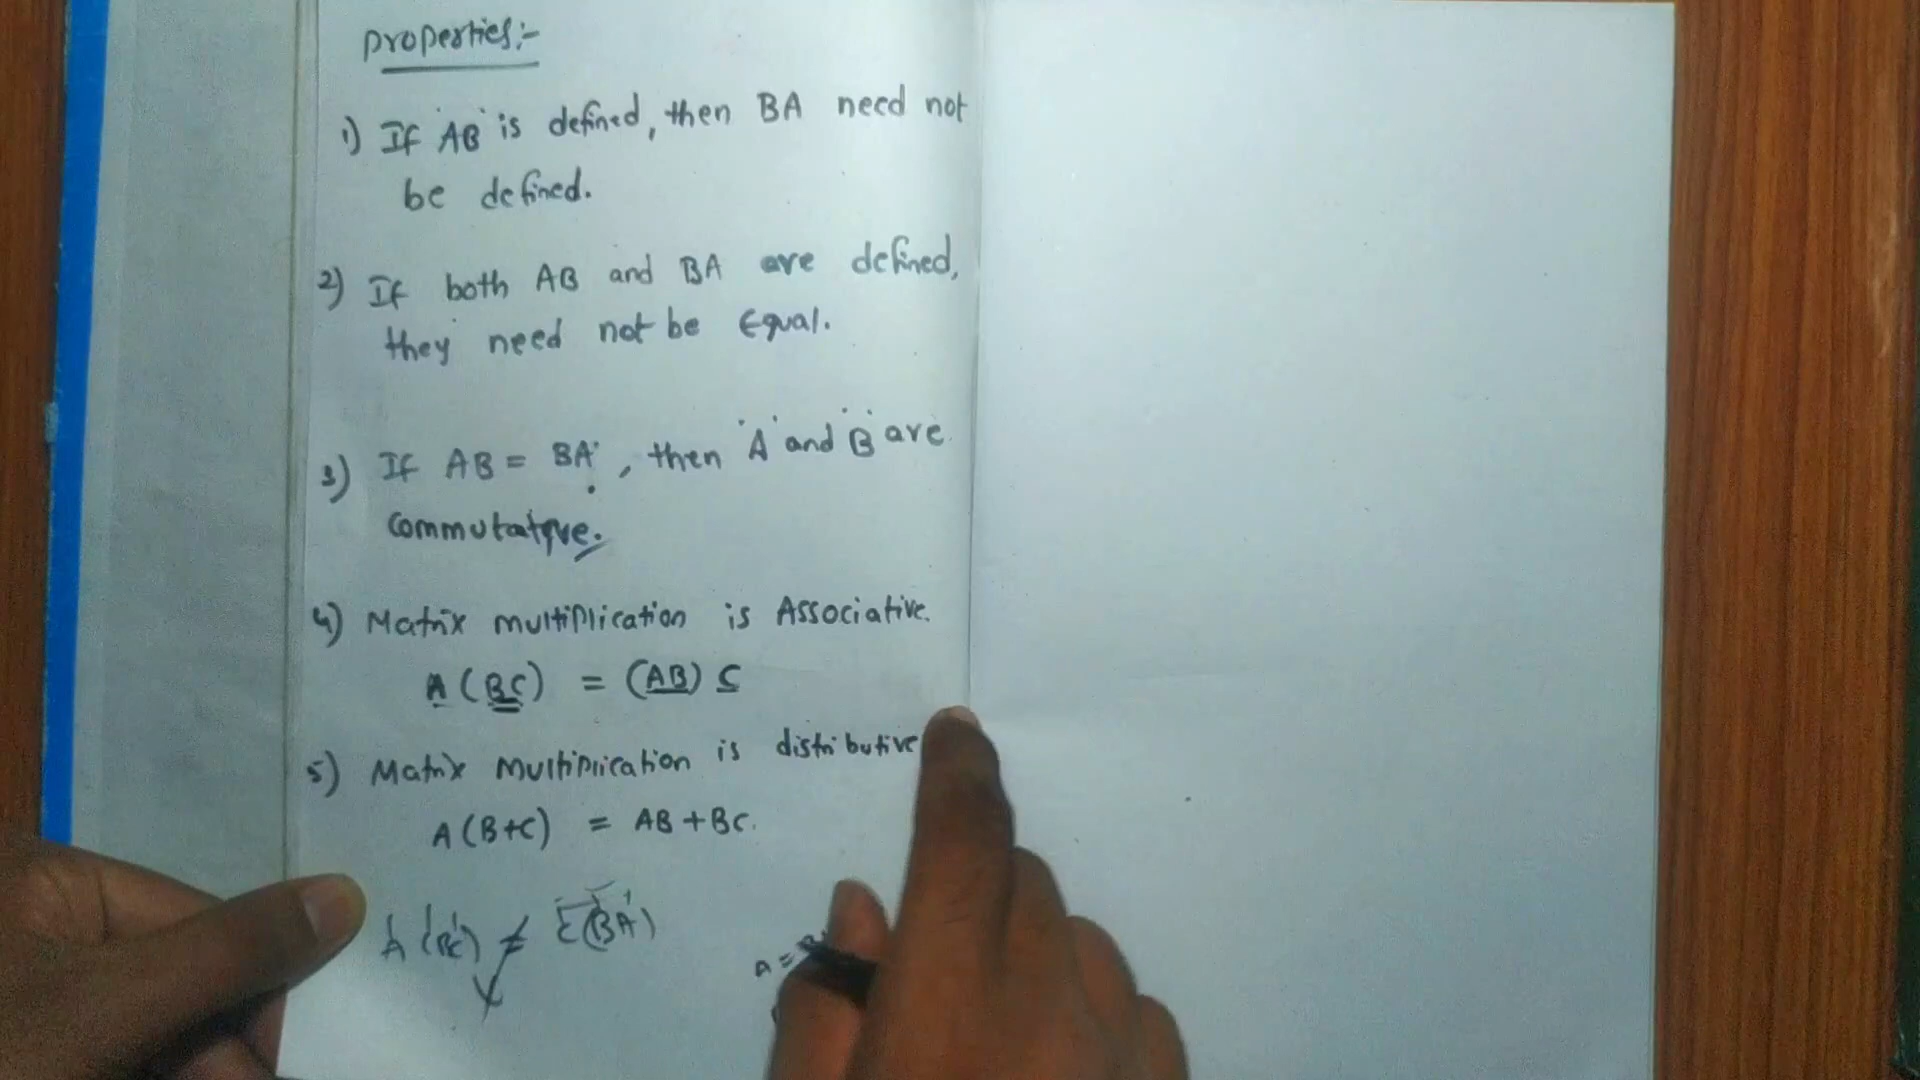 Properties:-
1) If AB is defined, then BA need not
be defined.
2) If both AB and BA are defined,
they need not be Equal.
3) If AB = BA, then A and B are
commutative.
4) Matrix multiplication is Associative.
A (BC) = (AB) C
5) Matrix Multiplication is distributive
A (B+C) = AB + BC.
A (BC) ≠ C(BA)
A =